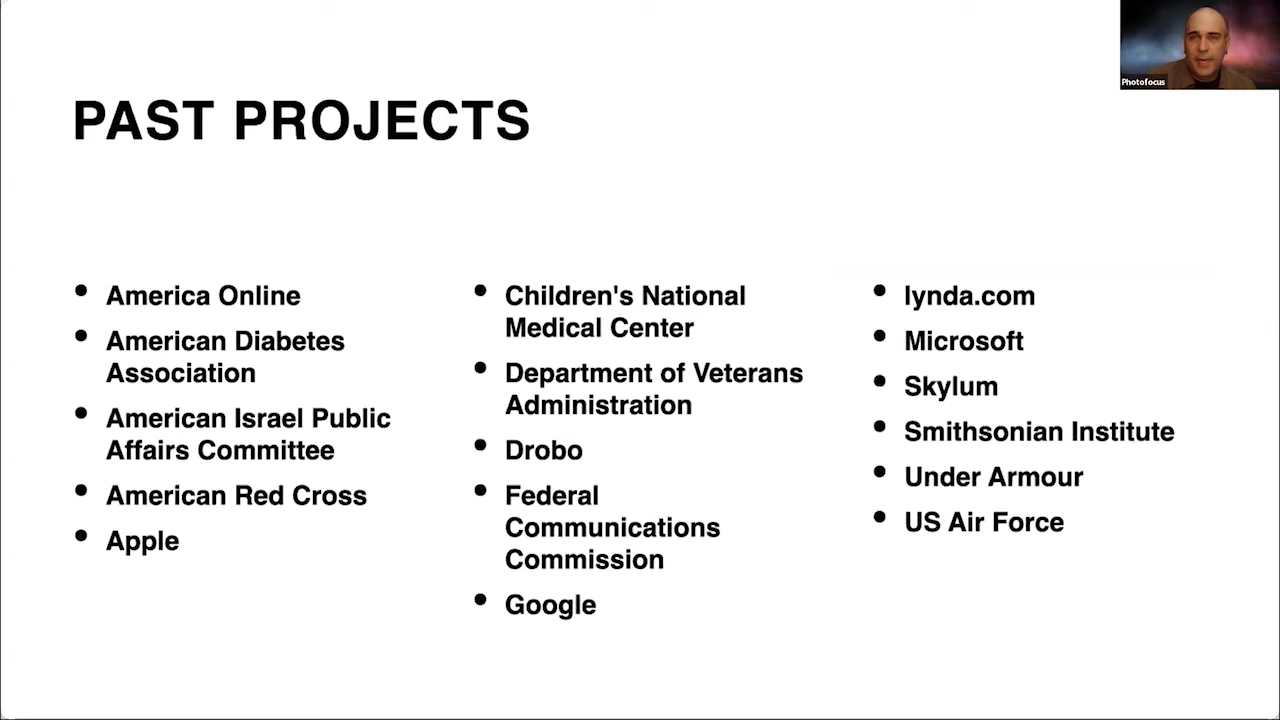 Photofocus
PAST PROJECTS
• America Online
• American Diabetes
Association
• American Israel Public
Affairs Committee
• American Red Cross
• Apple
• Children's National
Medical Center
• Department of Veterans
Administration
• Drobo
• Federal
Communications
Commission
• Google
• lynda.com
• Microsoft
• Skylum
• Smithsonian Institute
• Under Armour
• US Air Force